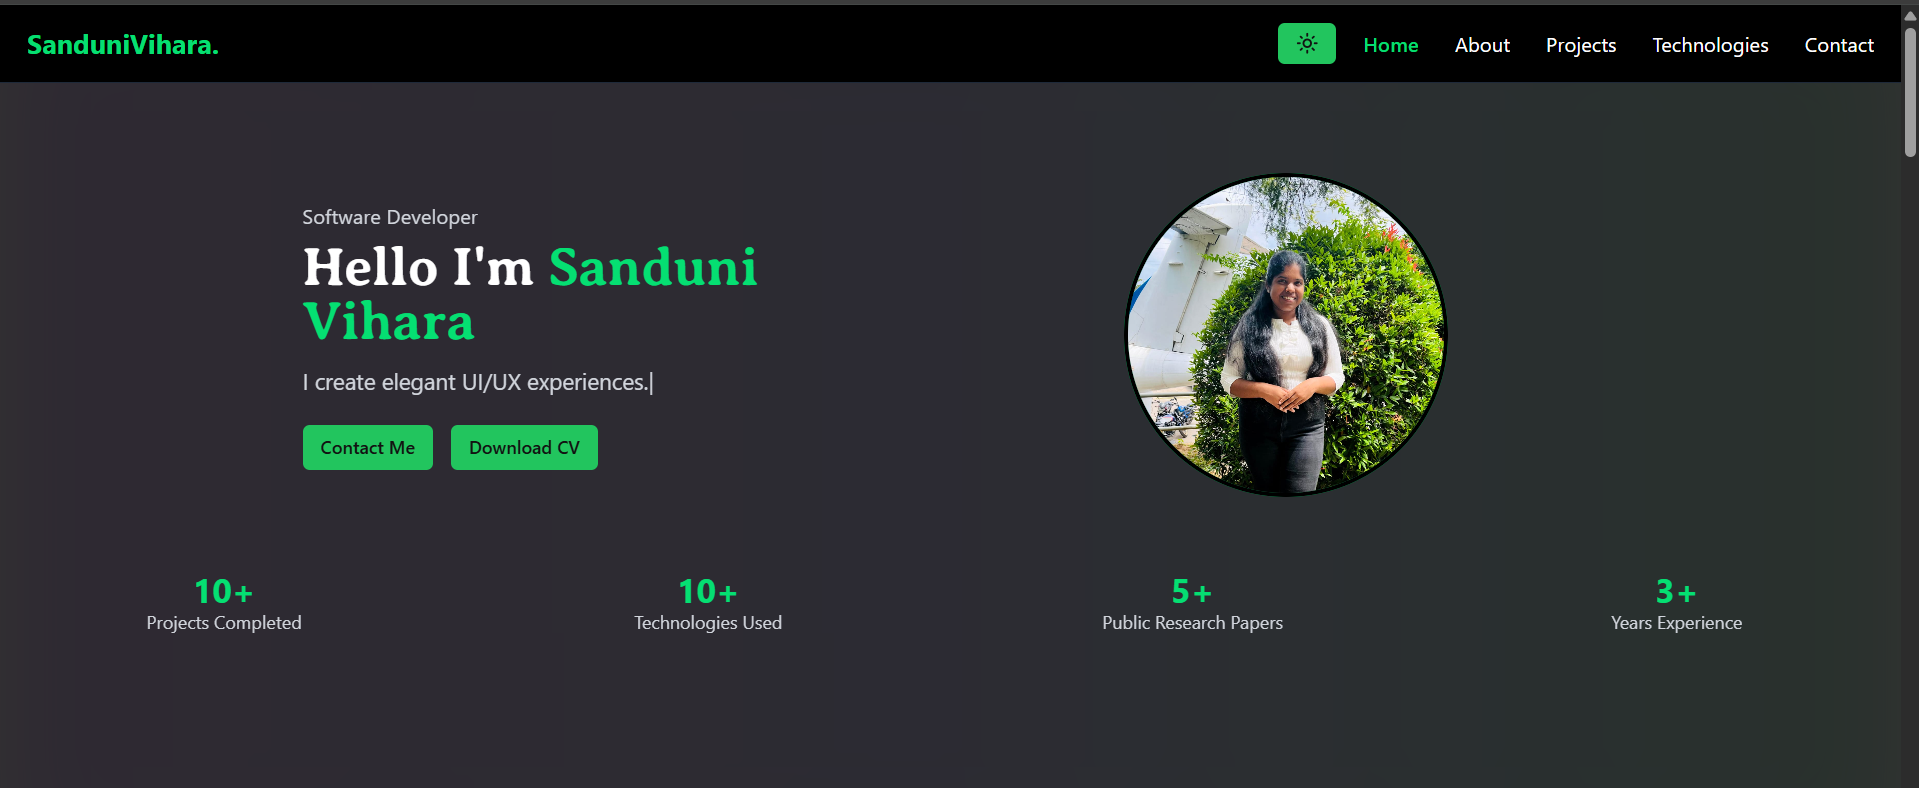 SanduniVihara.
Home About Projects Technologies Contact
Software Developer
Hello I'm Sanduni
Vihara
I create elegant UI/UX experiences.|
Contact Me Download CV
10+ 10+ 5+ 3+
Projects Completed Technologies Used Public Research Papers Years Experience